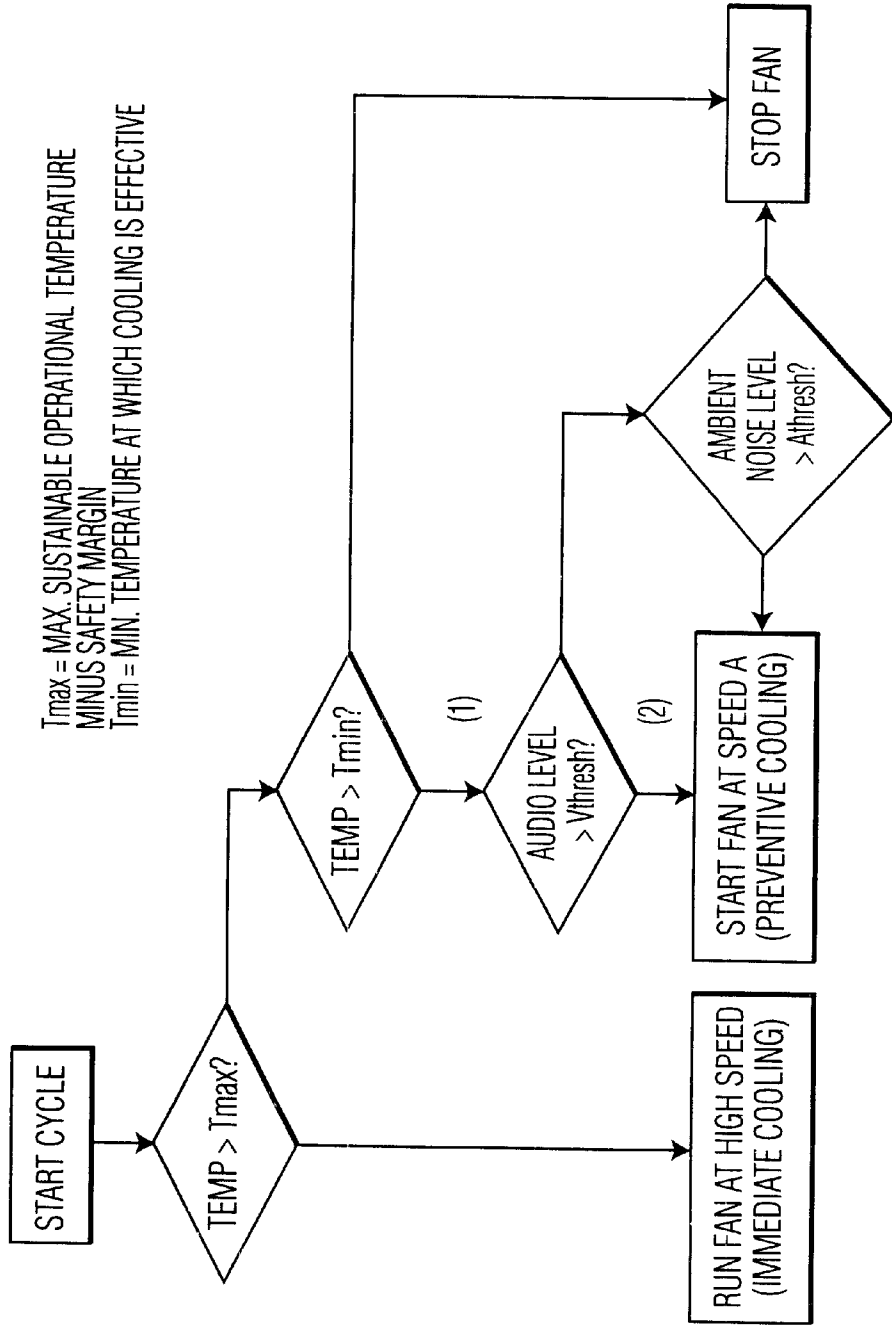 Tmax = MAX. SUSTAINABLE OPERATIONAL TEMPERATURE
MINUS SAFETY MARGIN
Tmin = MIN. TEMPERATURE AT WHICH COOLING IS EFFECTIVE
START CYCLE
TEMP > Tmax?
TEMP > Tmin?
(1)
AUDIO LEVEL
> Vthresh?
(2)
AMBIENT
NOISE LEVEL
> Athresh?
RUN FAN AT HIGH SPEED
(IMMEDIATE COOLING)
START FAN AT SPEED A
(PREVENTIVE COOLING)
STOP FAN